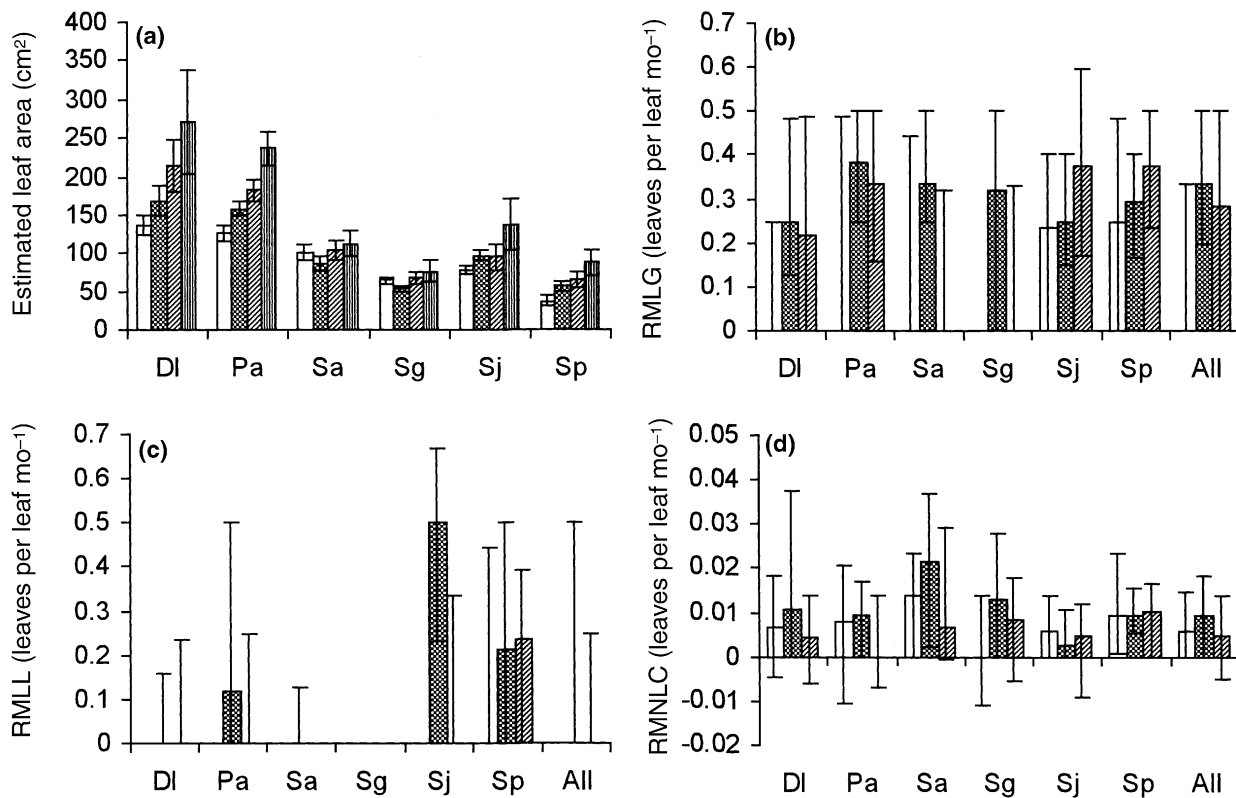 (a)
Estimated leaf area (cm²)
400
350
300
250
200
150
100
50
0
Dl Pa Sa Sg Sj Sp
(b)
RMLG (leaves per leaf mo⁻¹)
0.7
0.6
0.5
0.4
0.3
0.2
0.1
0
Dl Pa Sa Sg Sj Sp All
(c)
RMLL (leaves per leaf mo⁻¹)
0.7
0.6
0.5
0.4
0.3
0.2
0.1
0
Dl Pa Sa Sg Sj Sp All
(d)
RMNLC (leaves per leaf mo⁻¹)
0.05
0.04
0.03
0.02
0.01
0
-0.01
-0.02
Dl Pa Sa Sg Sj Sp All